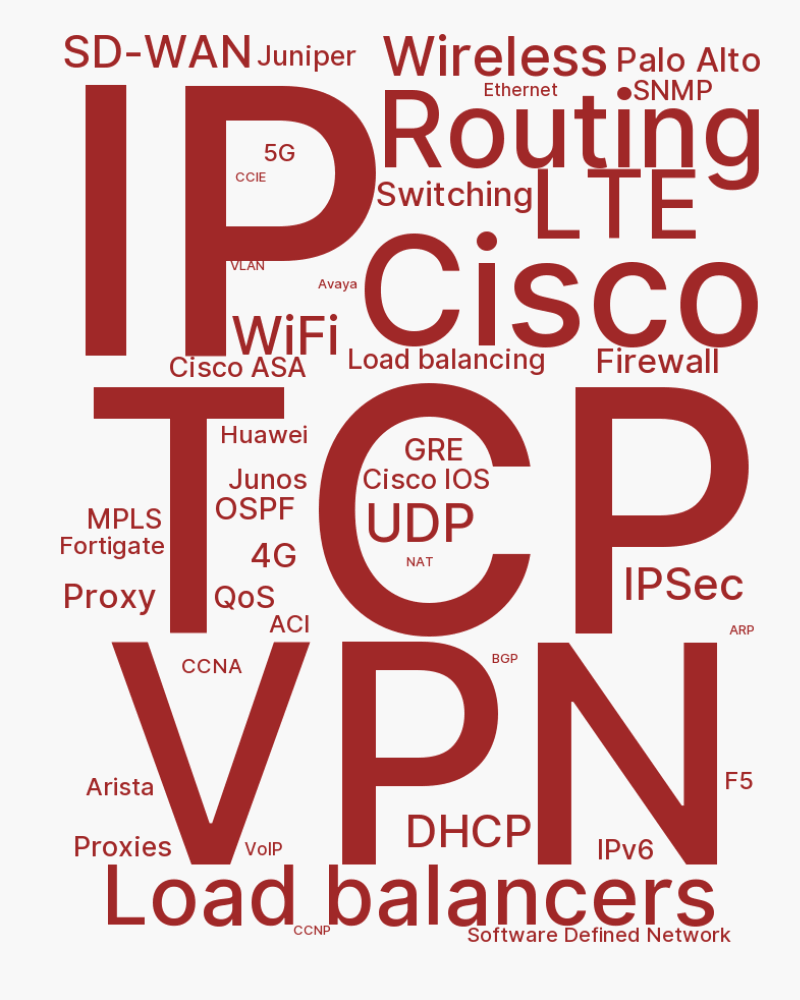 SD-WAN
Juniper
Wireless
Palo Alto
Ethernet
SNMP
IP
Routing
5G
CCIE
Switching
LTE
VLAN
Avaya
Cisco
WiFi
Cisco ASA
Load balancing
Firewall
TCP
Huawei
GRE
Junos
Cisco IOS
OSPF
UDP
MPLS
Fortigate
4G
NAT
Proxy
QoS
IPSec
ACI
ARP
VPN
CCNA
BGP
Arista
F5
DHCP
Proxies
VoIP
IPv6
Load balancers
CCNP
Software Defined Network